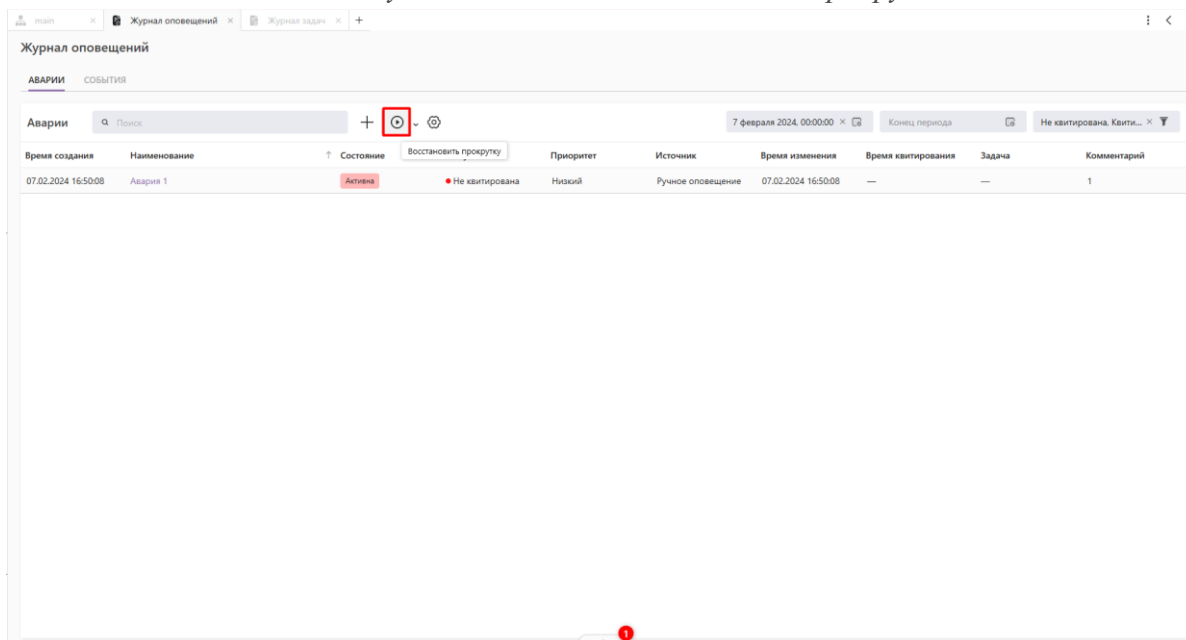 main × Журнал оповещений × Журнал задач × +
Журнал оповещений
АВАРИИ СОБЫТИЯ
Аварии Поиск 7 февраля 2024, 00:00:00 × Конец периода Не квитирована, Квити... ×
Восстановить прокрутку
Время создания Наименование ↑ Состояние Приоритет Источник Время изменения Время квитирования Задача Комментарий
07.02.2024 16:50:08 Авария 1 Активна Не квитирована Низкий Ручное оповещение 07.02.2024 16:50:08 — — 1
1